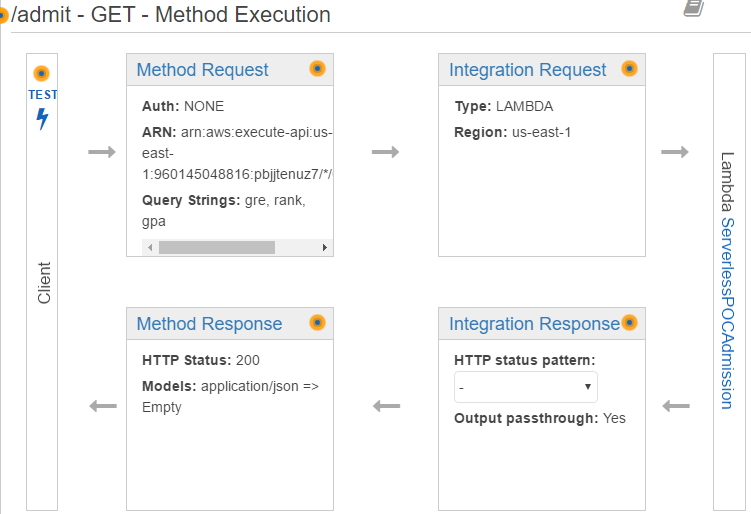 /admit - GET - Method Execution
TEST
Client
Method Request
Auth: NONE
ARN: arn:aws:execute-api:us-
east-
1:960145048816:pbjjtenuz7/*/
Query Strings: gre, rank,
gpa
Integration Request
Type: LAMBDA
Region: us-east-1
Lambda ServerlessPOCAdmission
Method Response
HTTP Status: 200
Models: application/json =>
Empty
Integration Response
HTTP status pattern:
-
Output passthrough: Yes